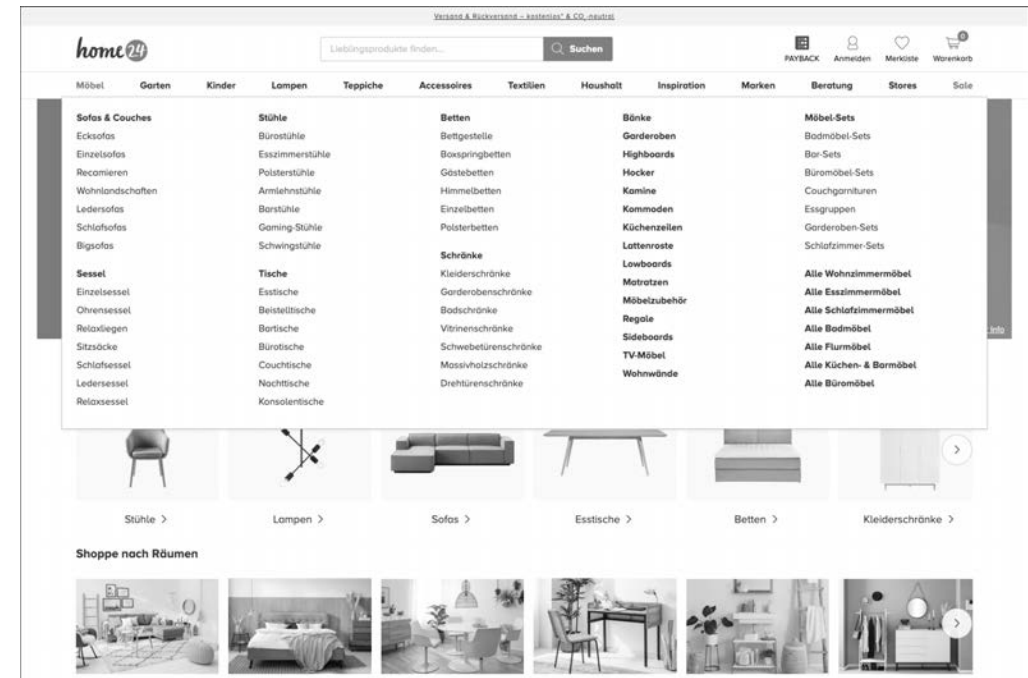 Versand & Rückversand – kostenlos* & CO₂-neutral
home24
Lieblingsprodukte finden...
Suchen
PAYBACK
Anmelden
Merkliste
0
Warenkorb
Möbel Garten Kinder Lampen Teppiche Accessoires Textilien Haushalt Inspiration Marken Beratung Stores Sale
Sofas & Couches
Ecksofas
Einzelsofas
Recamieren
Wohnlandschaften
Ledersofas
Schlafsofas
Bigsofas
Sessel
Einzelsessel
Ohrensessel
Relaxliegen
Sitzsäcke
Schlafsessel
Ledersessel
Relaxsessel
Stühle
Bürostühle
Esszimmerstühle
Polsterstühle
Armlehnstühle
Barstühle
Gaming-Stühle
Schwingstühle
Tische
Esstische
Beistelltische
Bartische
Bürotische
Couchtische
Nachttische
Konsolentische
Betten
Bettgestelle
Boxspringbetten
Gästebetten
Himmelbetten
Einzelbetten
Polsterbetten
Schränke
Kleiderschränke
Garderobenschränke
Badschränke
Vitrinenschränke
Schwebetürenschränke
Massivholzschränke
Drehtürenschränke
Bänke
Garderoben
Highboards
Hocker
Kamine
Kommoden
Küchenzeilen
Lattenroste
Lowboards
Matratzen
Möbelzubehör
Regale
Sideboards
TV-Möbel
Wohnwände
Möbel-Sets
Badmöbel-Sets
Bar-Sets
Büromöbel-Sets
Couchgarnituren
Essgruppen
Garderoben-Sets
Schlafzimmer-Sets
Alle Wohnzimmermöbel
Alle Esszimmermöbel
Alle Schlafzimmermöbel
Alle Badmöbel
Alle Flurmöbel
Alle Küchen- & Barmöbel
Alle Büromöbel
Info
Stühle >
Lampen >
Sofas >
Esstische >
Betten >
Kleiderschränke >
Shoppe nach Räumen